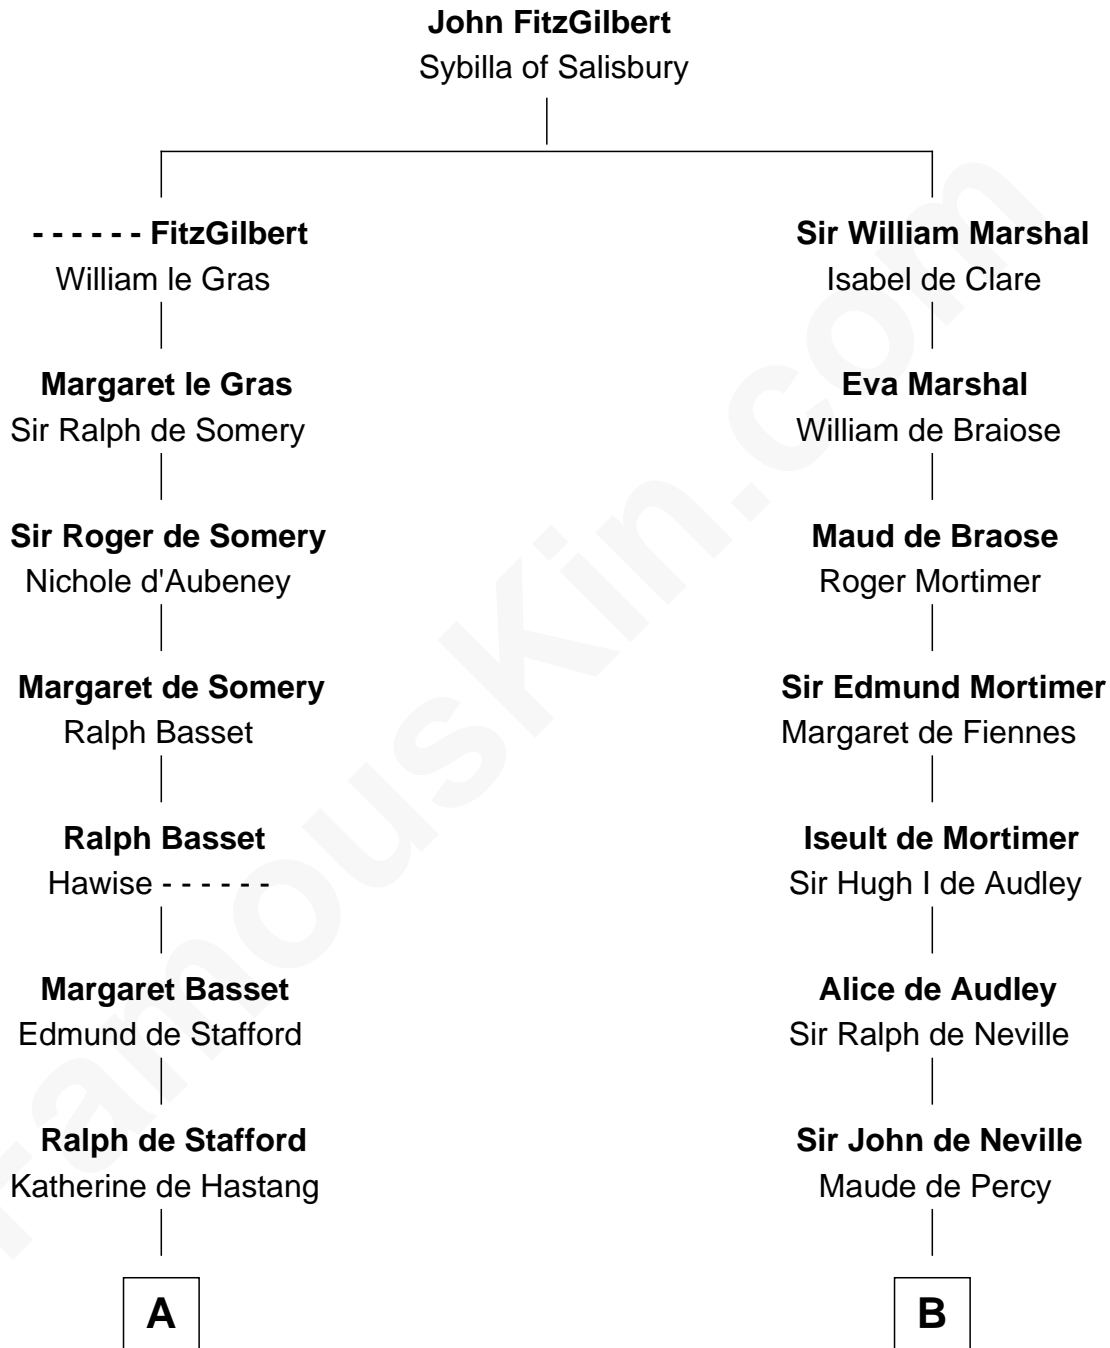 John FitzGilbert
Sybilla of Salisbury
- - - - - - FitzGilbert
William le Gras
Sir William Marshal
Isabel de Clare
Margaret le Gras
Sir Ralph de Somery
Eva Marshal
William de Braiose
Sir Roger de Somery
Nichole d'Aubeney
Maud de Braose
Roger Mortimer
Margaret de Somery
Ralph Basset
Sir Edmund Mortimer
Margaret de Fiennes
Ralph Basset
Hawise - - - - - -
Iseult de Mortimer
Sir Hugh I de Audley
Margaret Basset
Edmund de Stafford
Alice de Audley
Sir Ralph de Neville
Ralph de Stafford
Katherine de Hastang
Sir John de Neville
Maude de Percy
A
B
FamousKin.com